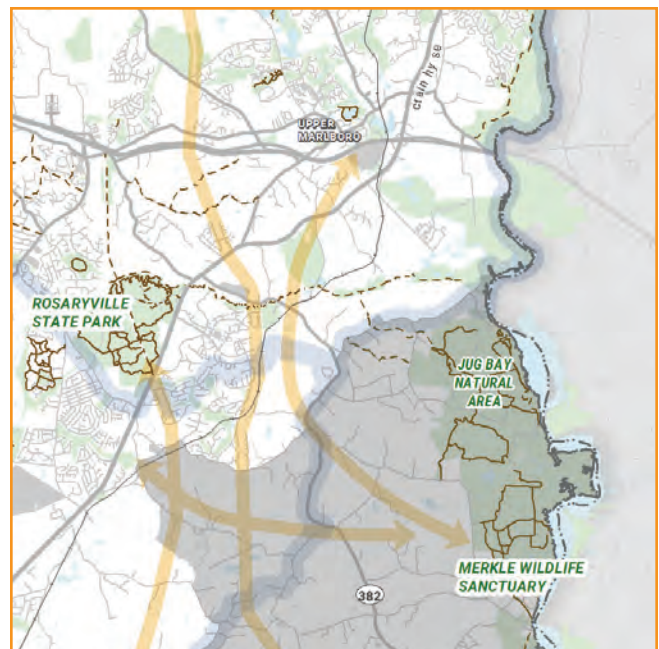 UPPER
MARLBORO
crain hy se
ROSARYVILLE
STATE PARK
JUG BAY
NATURAL
AREA
MERKLE WILDLIFE
SANCTUARY
382